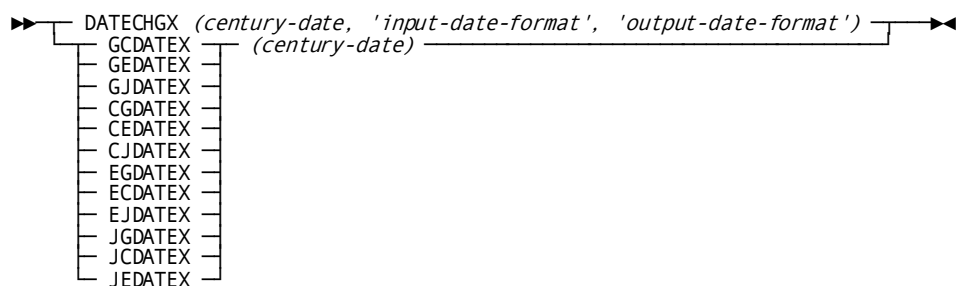 DATECHGX (century-date, 'input-date-format', 'output-date-format')
GCDATEX (century-date)
GEDATEX
GJDATEX
CGDATEX
CEDATEX
CJDATEX
EGDATEX
ECDATEX
EJDATEX
JGDATEX
JCDATEX
JEDATEX